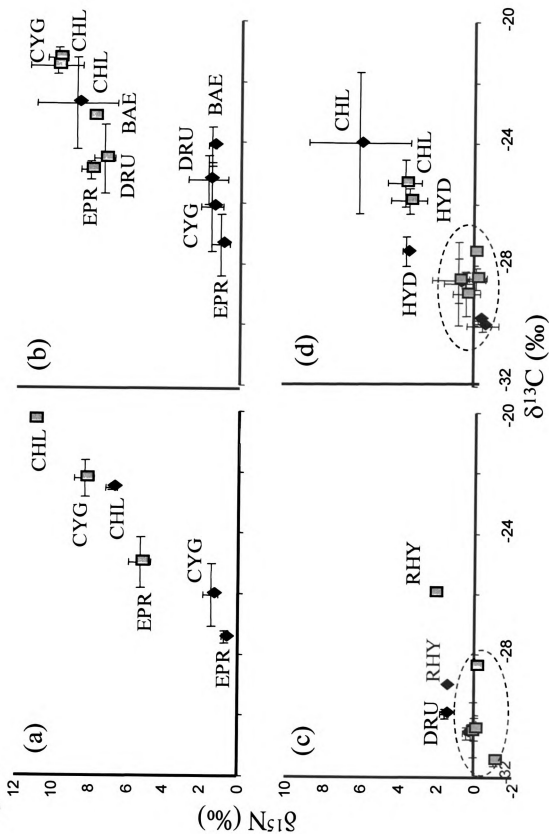 δ15N (‰)
12
10
8
6
4
2
0
(a)
CHL
CYG
CHL
EPR
CYG
EPR
(b)
CYG
CHL
CHL
BAE
EPR
DRU
DRU
BAE
CYG
EPR
8
6
4
2
0
-2
(c)
RHY
RHY
DRU
-32
-28
-24
-20
(d)
CHL
CHL
HYD
HYD
-32
-28
-24
-20
δ13C (‰)